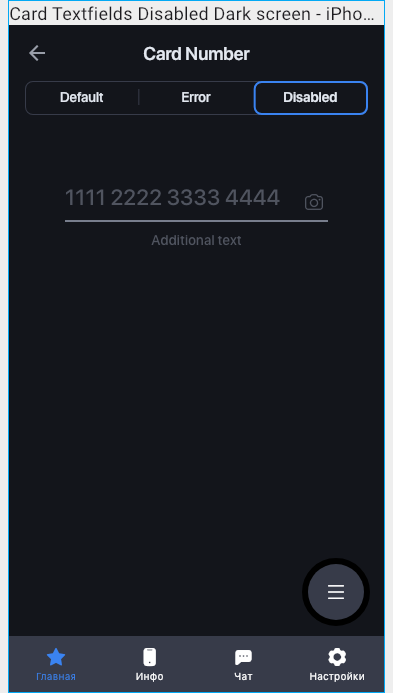 Card Textfields Disabled Dark screen - iPho...
Card Number
Default
Error
Disabled
1111 2222 3333 4444
Additional text
Главная
Инфо
Чат
Настройки